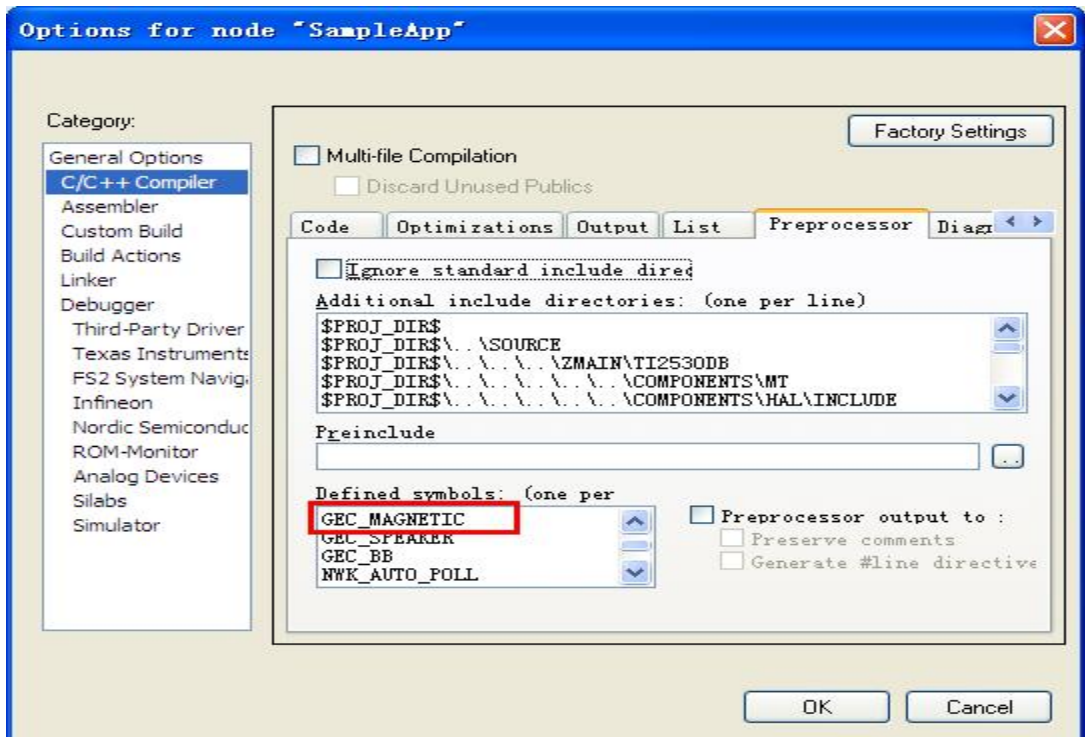 Options for node "SampleApp"
Category:
General Options
C/C++ Compiler
Assembler
Custom Build
Build Actions
Linker
Debugger
Third-Party Driver
Texas Instruments
FS2 System Naviga
Infineon
Nordic Semiconduc
ROM-Monitor
Analog Devices
Silabs
Simulator
Factory Settings
Multi-file Compilation
Discard Unused Publics
Code Optimizations Output List Preprocessor Diagn
Ignore standard include direc
Additional include directories: (one per line)
$PROJ_DIR$
$PROJ_DIR$\..\SOURCE
$PROJ_DIR$\..\..\..\ZMAIN\TI2530DB
$PROJ_DIR$\..\..\..\..\..\COMPONENTS\MT
$PROJ_DIR$\..\..\..\..\..\COMPONENTS\HAL\INCLUDE
Preinclude
..
Defined symbols: (one per
GEC_MAGNETIC
GEC_SPEAKER
GEC_BB
NWK_AUTO_POLL
Preprocessor output to :
Preserve comments
Generate #line directive
OK Cancel